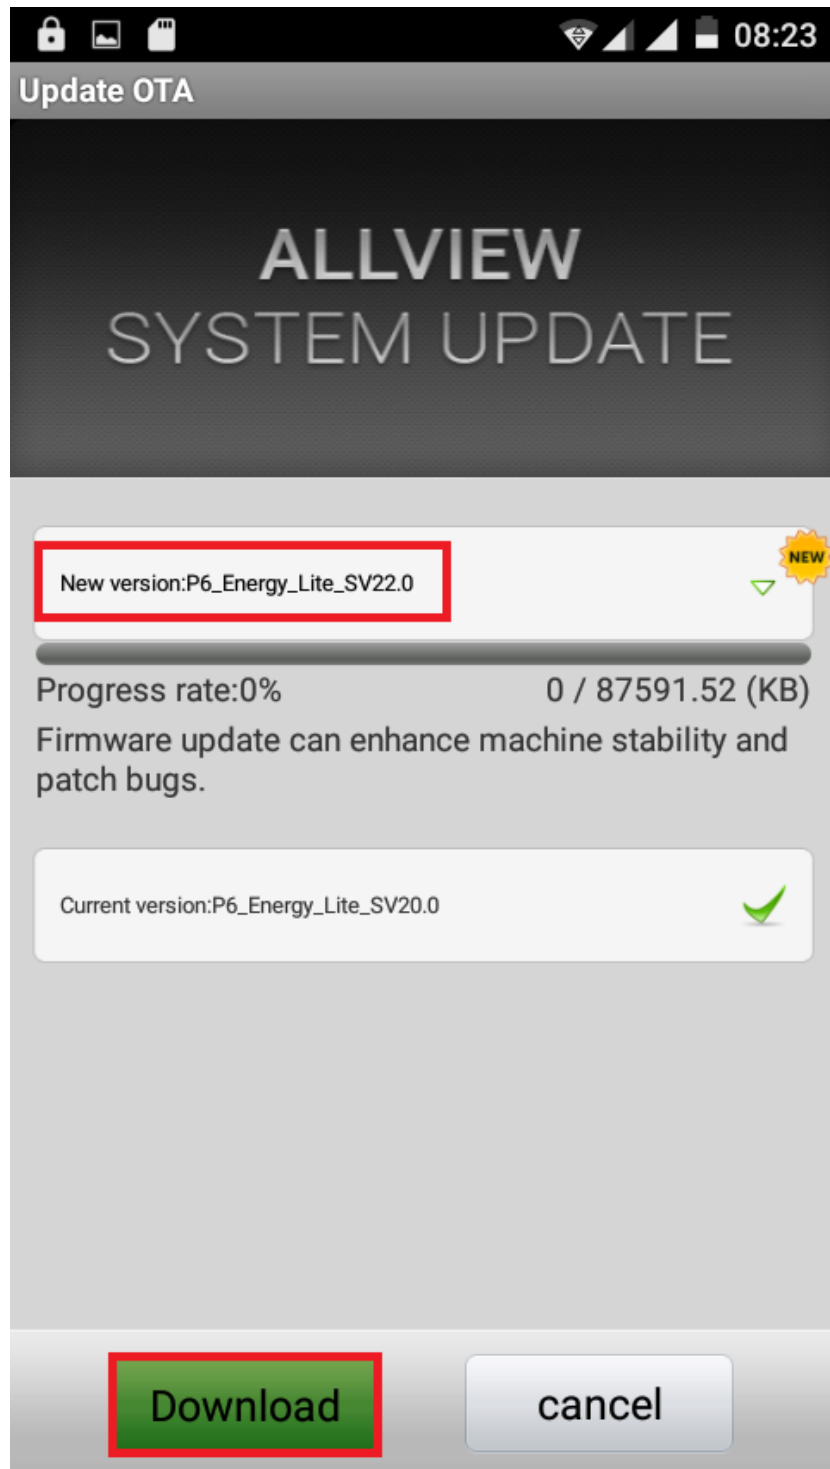 08:23
Update OTA
ALLVIEW
SYSTEM UPDATE
NEW
New version:P6_Energy_Lite_SV22.0
Progress rate:0% 0 / 87591.52 (KB)
Firmware update can enhance machine stability and
patch bugs.
Current version:P6_Energy_Lite_SV20.0
Download cancel